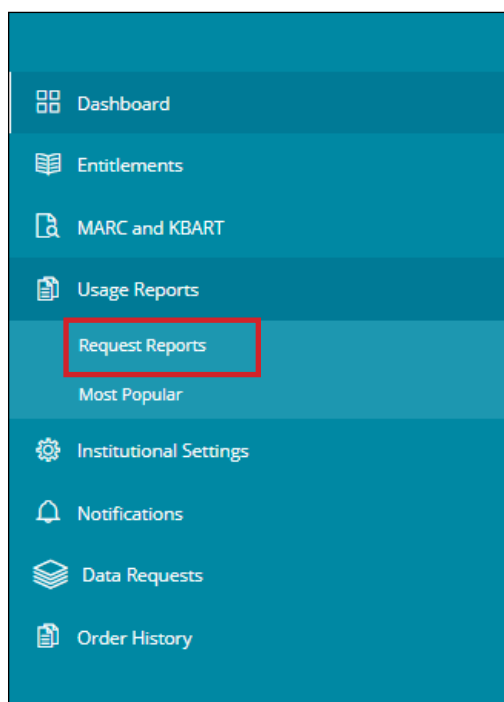 Dashboard
Entitlements
MARC and KBART
Usage Reports
Request Reports
Most Popular
Institutional Settings
Notifications
Data Requests
Order History